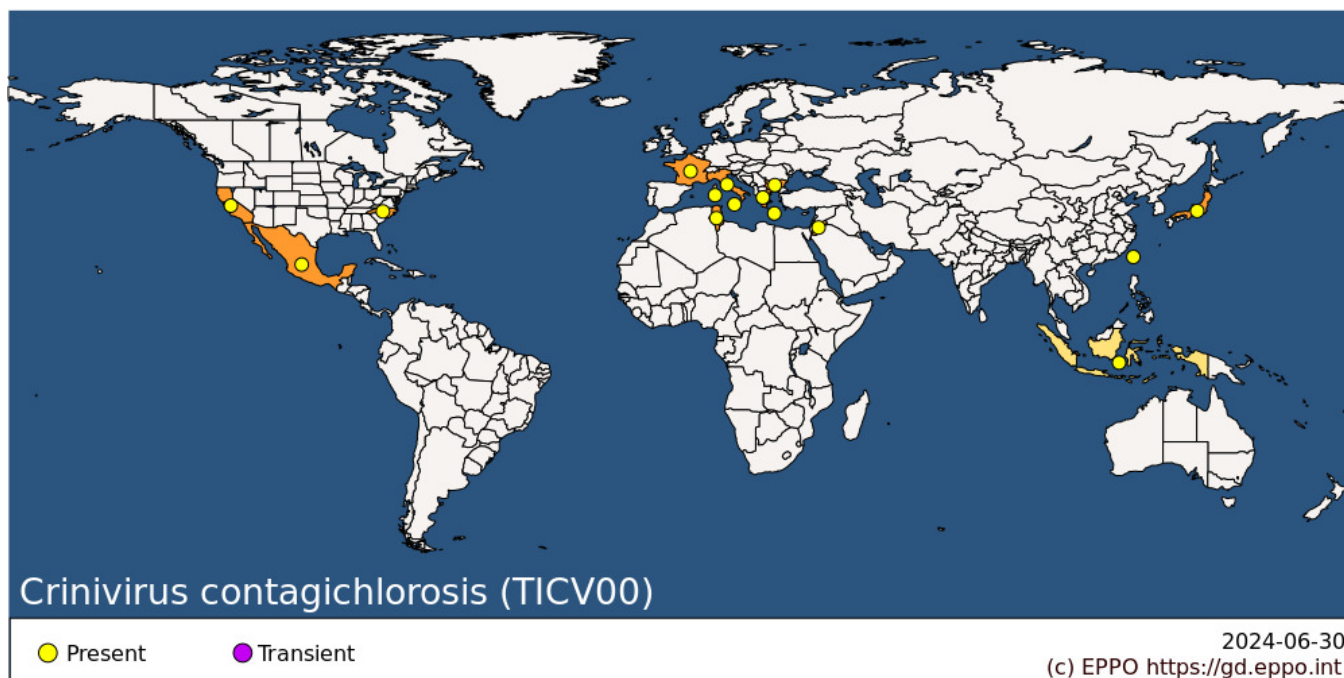 Crinivirus contagichlorosis (TICV00)
Present
Transient
2024-06-30
(c) EPPO https://gd.eppo.int